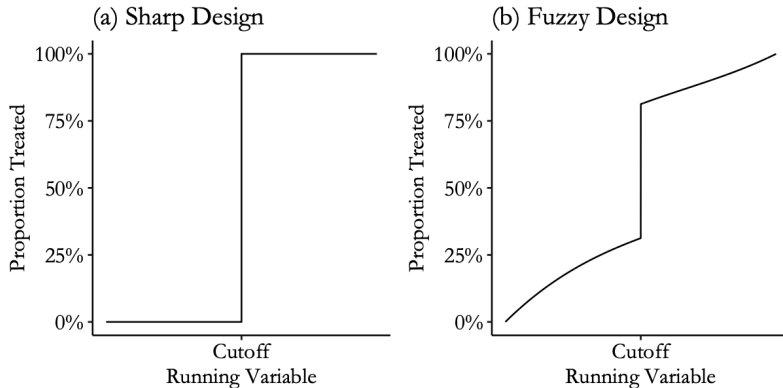 (a) Sharp Design
100%
75%
50%
25%
0%
Proportion Treated
Cutoff
Running Variable
(b) Fuzzy Design
100%
75%
50%
25%
0%
Proportion Treated
Cutoff
Running Variable